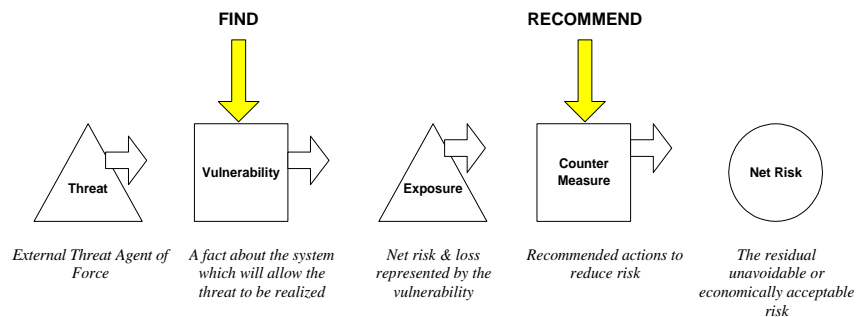 FIND
RECOMMEND
Threat
Vulnerability
Exposure
Counter
Measure
Net Risk
External Threat Agent of
Force
A fact about the system
which will allow the
threat to be realized
Net risk & loss
represented by the
vulnerability
Recommended actions to
reduce risk
The residual
unavoidable or
economically acceptable
risk